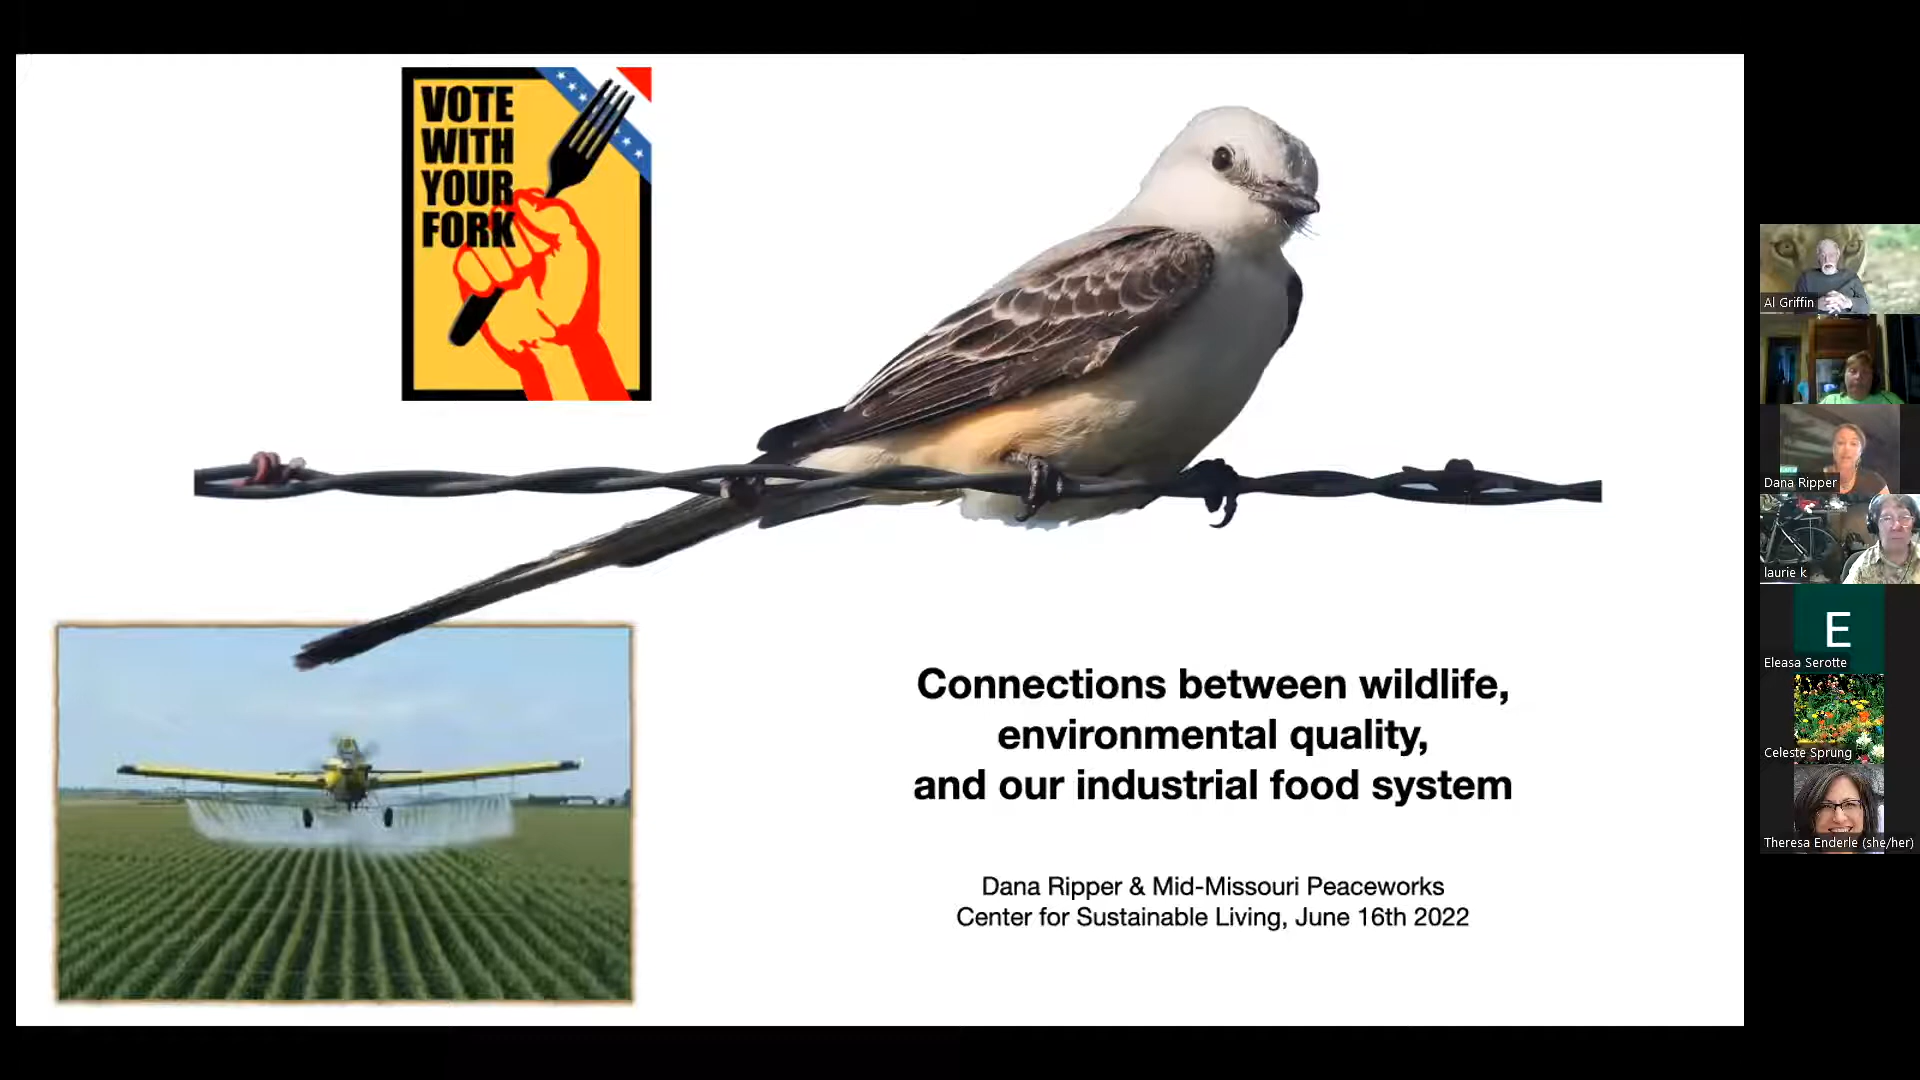 VOTE
WITH
YOUR
FORK
Connections between wildlife,
environmental quality,
and our industrial food system
Dana Ripper & Mid-Missouri Peaceworks
Center for Sustainable Living, June 16th 2022
Al Griffin
Dana Ripper
laurie k
E
Eleasa Serotte
Celeste Sprung
Theresa Enderle (she/her)